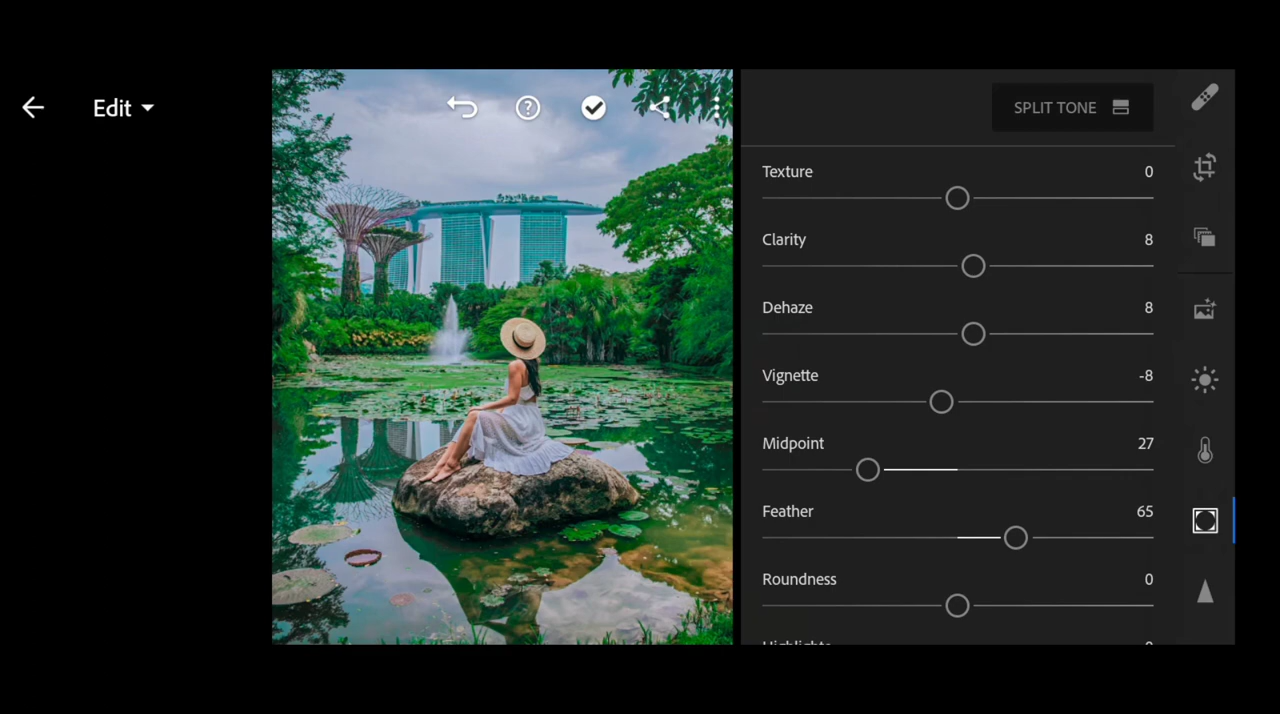 Edit
SPLIT TONE
Texture 0
Clarity 8
Dehaze 8
Vignette -8
Midpoint 27
Feather 65
Roundness 0